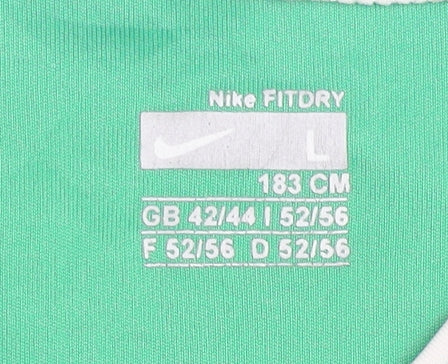 Nike FITDRY
L
183 CM
GB 42/44 I 52/56
F 52/56 D 52/56